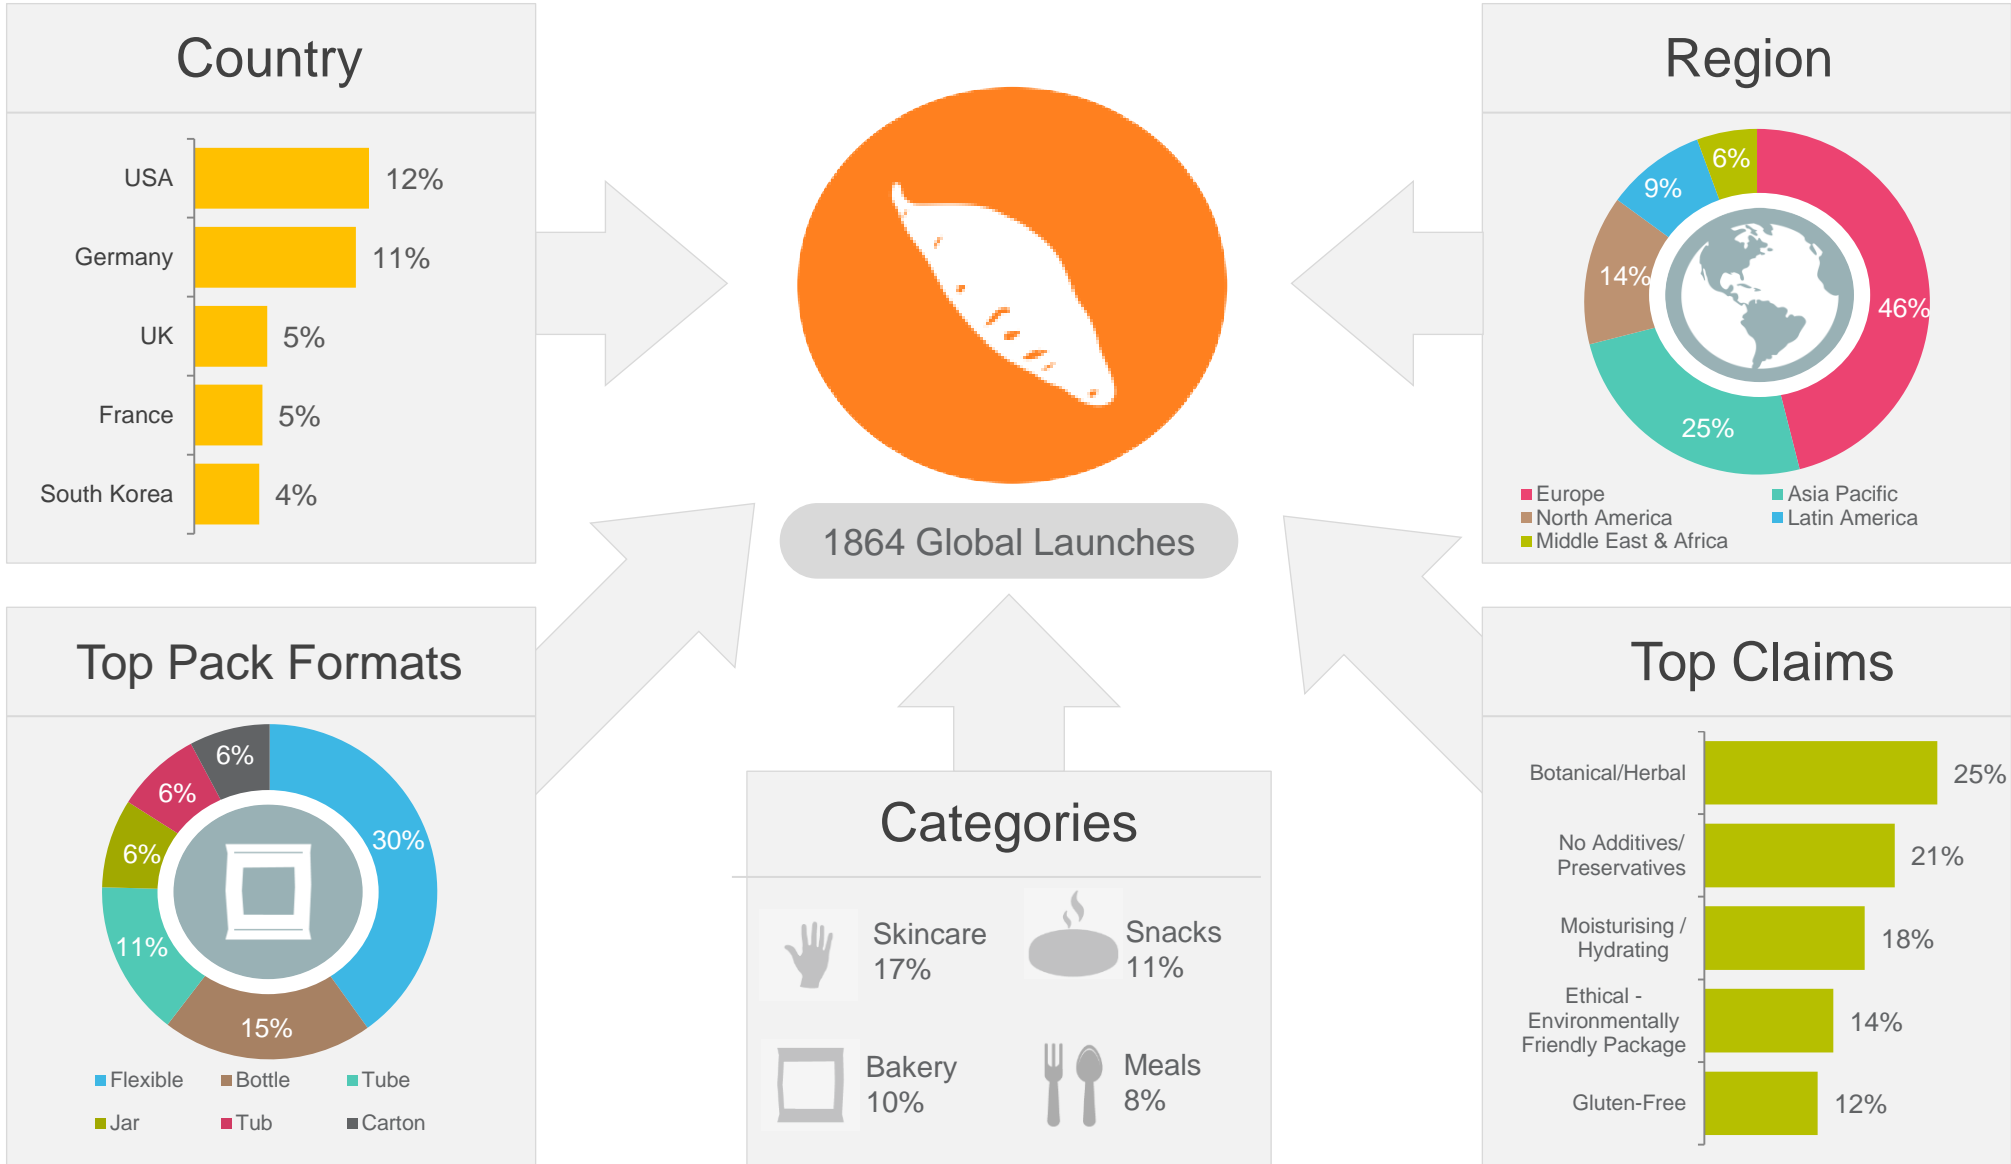 Country
USA
12%
Germany
11%
UK
5%
France
5%
South Korea
4%
1864 Global Launches
Region
6%
9%
14%
46%
25%
Europe
Asia Pacific
North America
Latin America
Middle East & Africa
Top Pack Formats
6%
6%
30%
6%
11%
15%
Flexible
Bottle
Tube
Jar
Tub
Carton
Categories
Skincare
17%
Snacks
11%
Bakery
10%
Meals
8%
Top Claims
Botanical/Herbal
25%
No Additives/
Preservatives
21%
Moisturising /
Hydrating
18%
Ethical -
Environmentally
Friendly Package
14%
Gluten-Free
12%